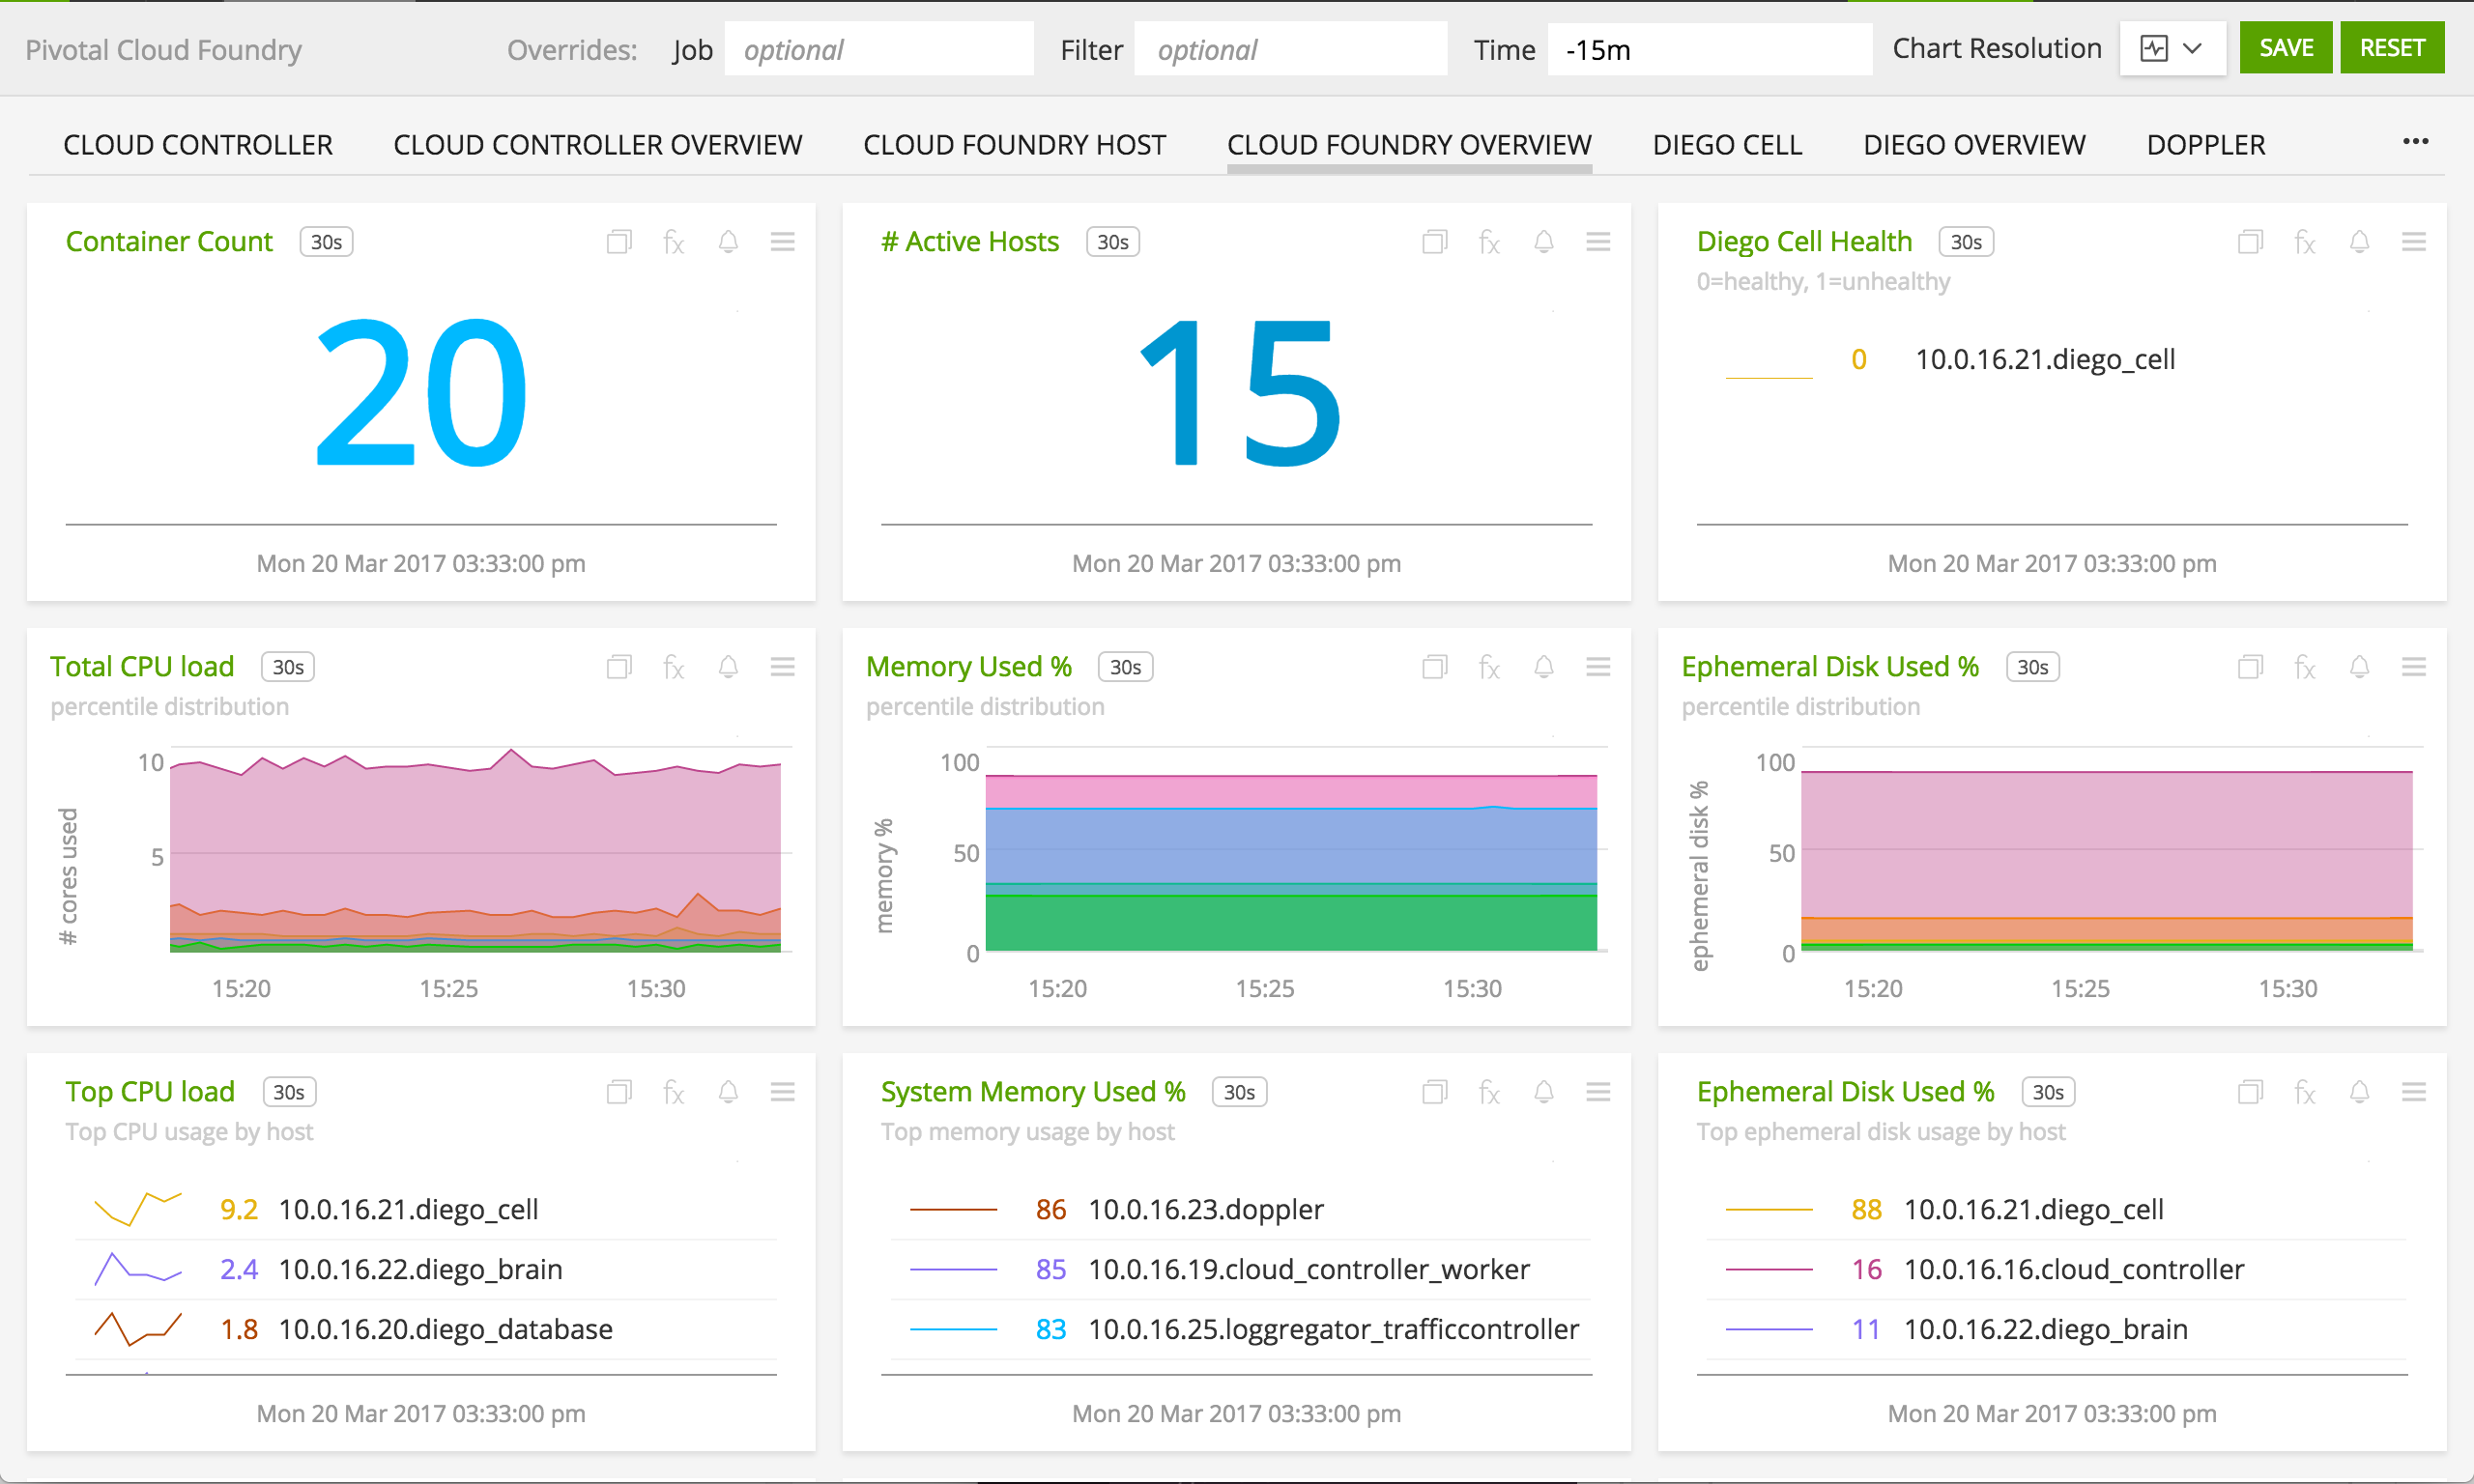 Pivotal Cloud Foundry Overrides: Job optional Filter optional Time -15m Chart Resolution SAVE RESET
CLOUD CONTROLLER CLOUD CONTROLLER OVERVIEW CLOUD FOUNDRY HOST CLOUD FOUNDRY OVERVIEW DIEGO CELL DIEGO OVERVIEW DOPPLER ...
Container Count 30s fx
20
Mon 20 Mar 2017 03:33:00 pm
# Active Hosts 30s fx
15
Mon 20 Mar 2017 03:33:00 pm
Diego Cell Health 30s fx
0=healthy, 1=unhealthy
0 10.0.16.21.diego_cell
Mon 20 Mar 2017 03:33:00 pm
Total CPU load 30s fx
percentile distribution
# cores used
10
5
15:20 15:25 15:30
Memory Used % 30s fx
percentile distribution
memory %
100
50
0
15:20 15:25 15:30
Ephemeral Disk Used % 30s fx
percentile distribution
ephemeral disk %
100
50
0
15:20 15:25 15:30
Top CPU load 30s fx
Top CPU usage by host
9.2 10.0.16.21.diego_cell
2.4 10.0.16.22.diego_brain
1.8 10.0.16.20.diego_database
Mon 20 Mar 2017 03:33:00 pm
System Memory Used % 30s fx
Top memory usage by host
86 10.0.16.23.doppler
85 10.0.16.19.cloud_controller_worker
83 10.0.16.25.loggregator_trafficcontroller
Mon 20 Mar 2017 03:33:00 pm
Ephemeral Disk Used % 30s fx
Top ephemeral disk usage by host
88 10.0.16.21.diego_cell
16 10.0.16.16.cloud_controller
11 10.0.16.22.diego_brain
Mon 20 Mar 2017 03:33:00 pm